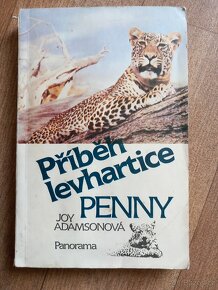 Příběh
levhartice
PENNY
JOY
ADAMSONOVÁ
Panorama